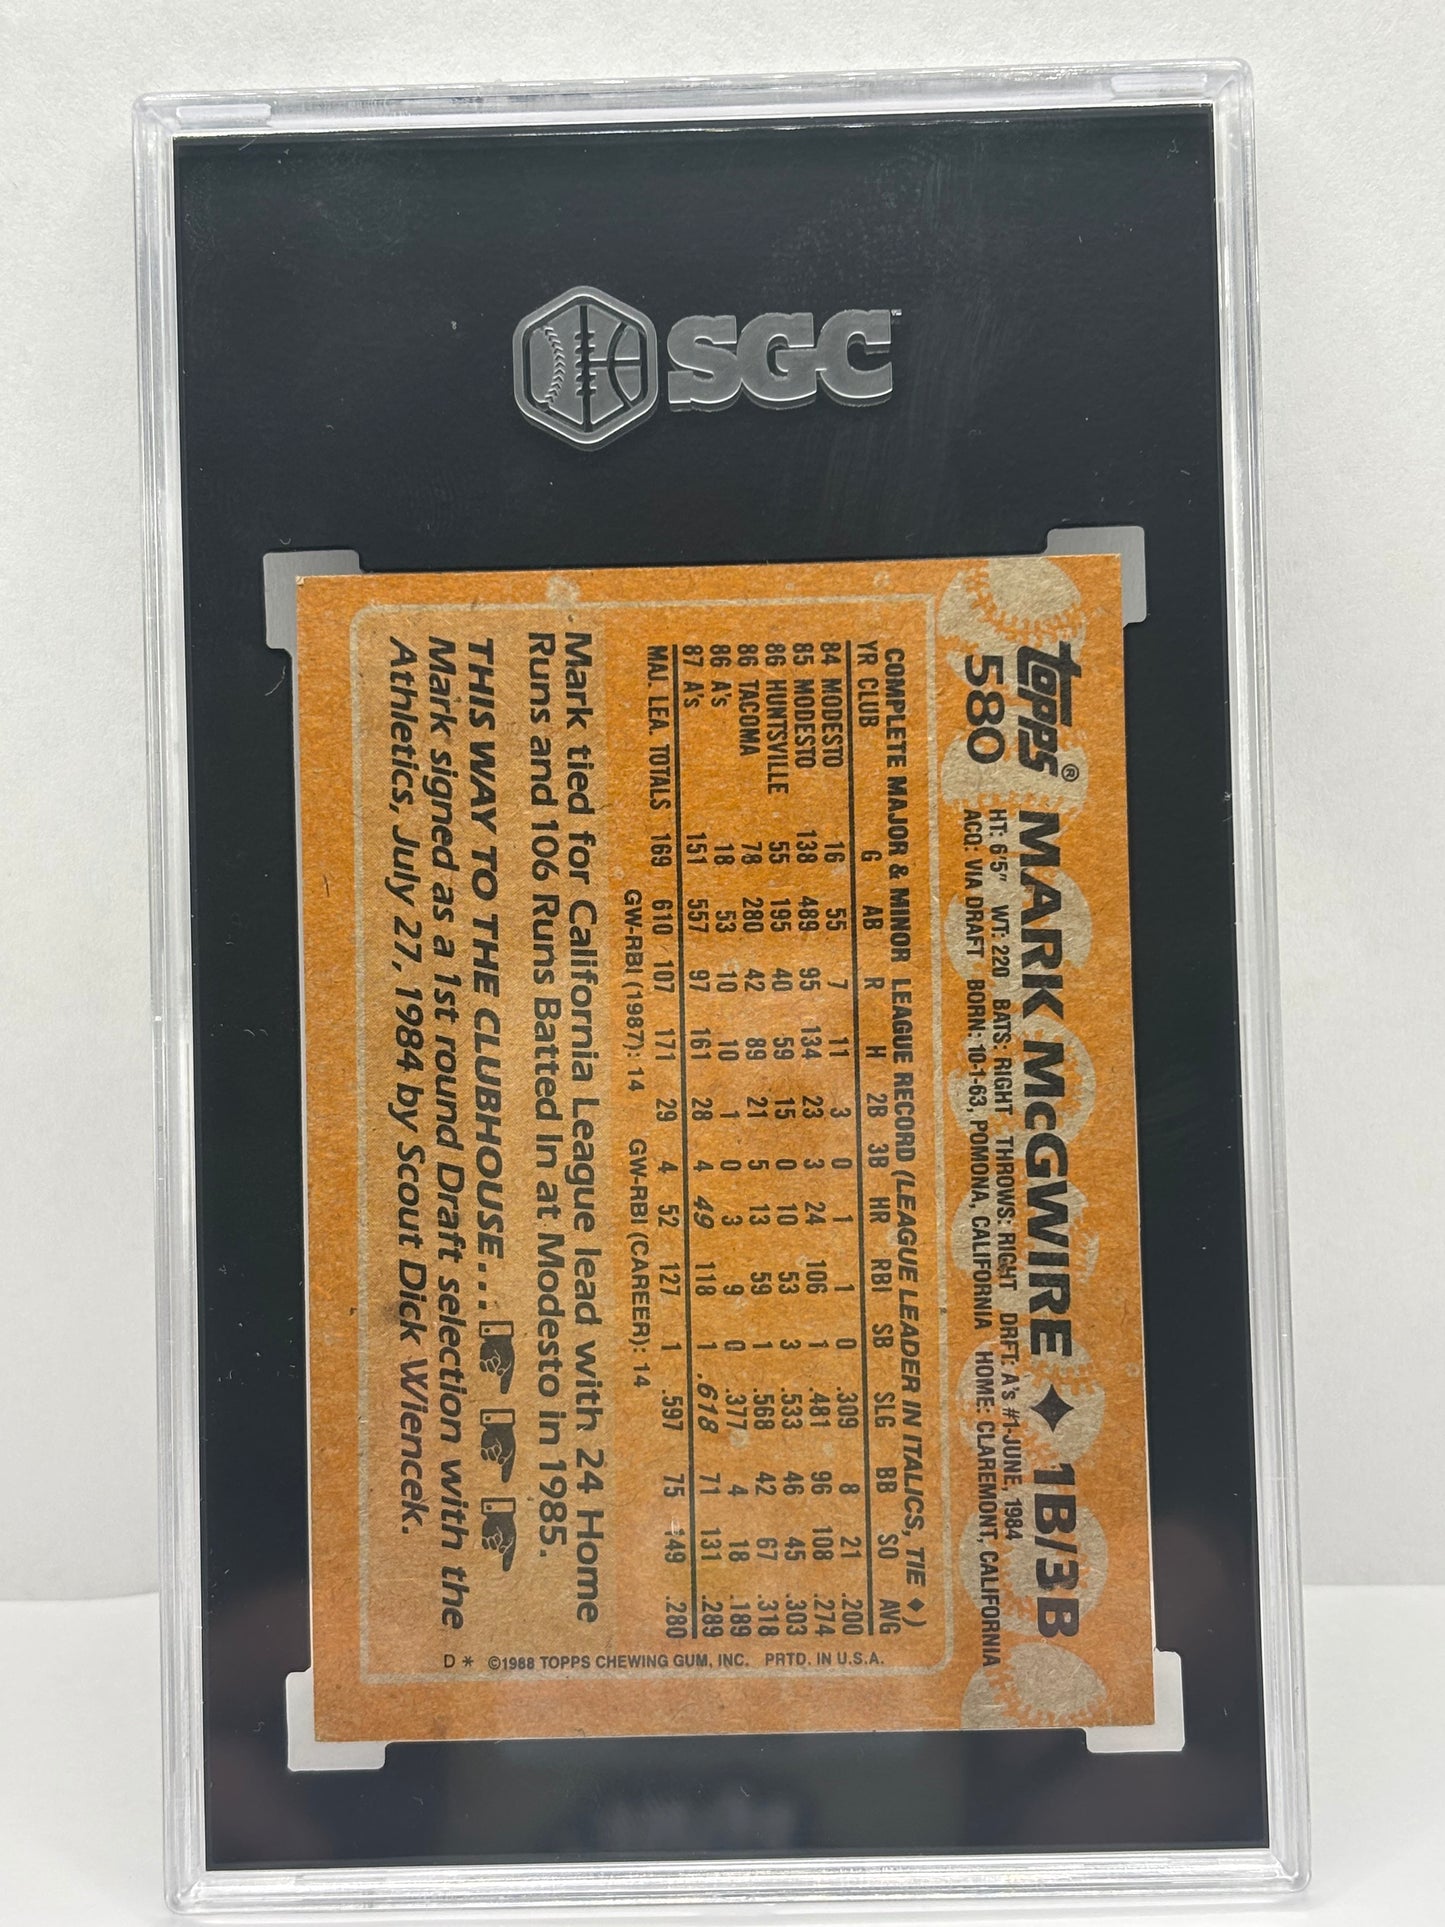 SGC™
topps®
580
MARK McGWIRE ♦ 1B/3B
HT: 6'5" WT: 220 BATS: RIGHT THROWS: RIGHT DRFT: A's #1-JUNE, 1984
ACQ: VIA DRAFT BORN: 10-1-63, POMONA, CALIFORNIA HOME: CLAREMONT, CALIFORNIA
COMPLETE MAJOR & MINOR LEAGUE RECORD (LEAGUE LEADER IN ITALICS, TIE ♦)
YR CLUB G AB R H 2B 3B HR RBI SB SLG BB SO AVG
84 MODESTO 16 55 7 11 3 0 1 1 0 .309 8 21 .200
85 MODESTO 138 489 95 134 23 3 24 106 1 .481 96 108 .274
86 HUNTSVILLE 55 195 40 59 15 0 10 53 3 .533 46 45 .303
86 TACOMA 78 280 42 89 21 5 13 59 1 .568 42 67 .318
86 A's 18 53 10 10 1 0 3 9 0 .377 4 18 .189
87 A's 151 557 97 161 28 4 49 118 1 .618 71 131 .289
MAJ. LEA. TOTALS 169 610 107 171 29 4 52 127 1 .597 75 149 .280
GW-RBI (1987): 14 GW-RBI (CAREER): 14
Mark tied for California League lead with 24 Home
Runs and 106 Runs Batted In at Modesto in 1985.
THIS WAY TO THE CLUBHOUSE...
Mark signed as a 1st round Draft selection with the
Athletics, July 27, 1984 by Scout Dick Wiencek.
D * ©1988 TOPPS CHEWING GUM, INC. PRTD. IN U.S.A.